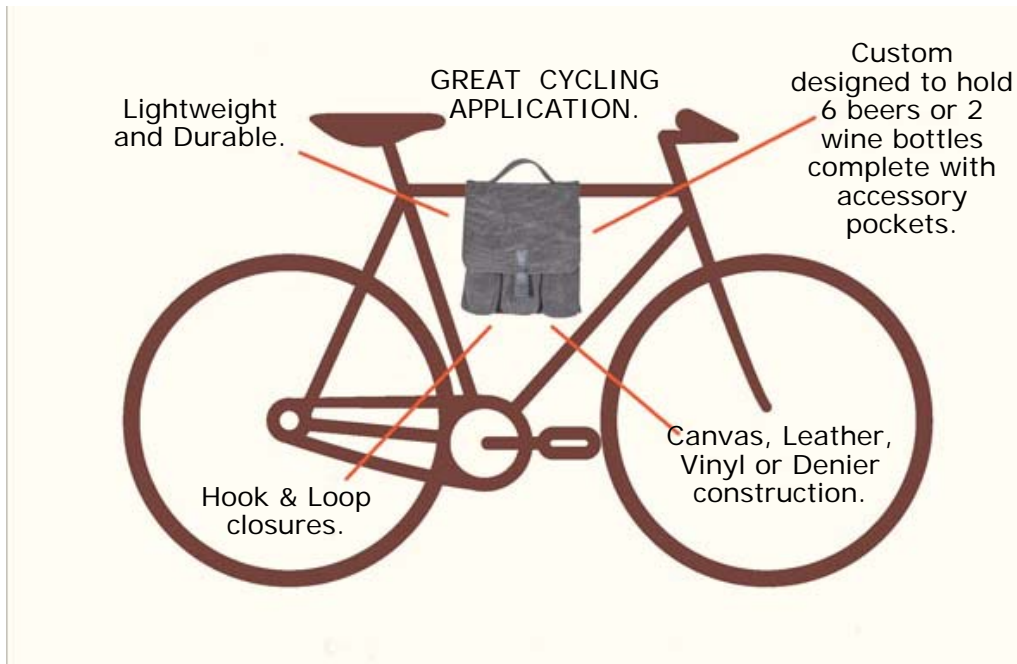 Lightweight
and Durable.
GREAT CYCLING
APPLICATION.
Custom
designed to hold
6 beers or 2
wine bottles
complete with
accessory
pockets.
Hook & Loop
closures.
Canvas, Leather,
Vinyl or Denier
construction.